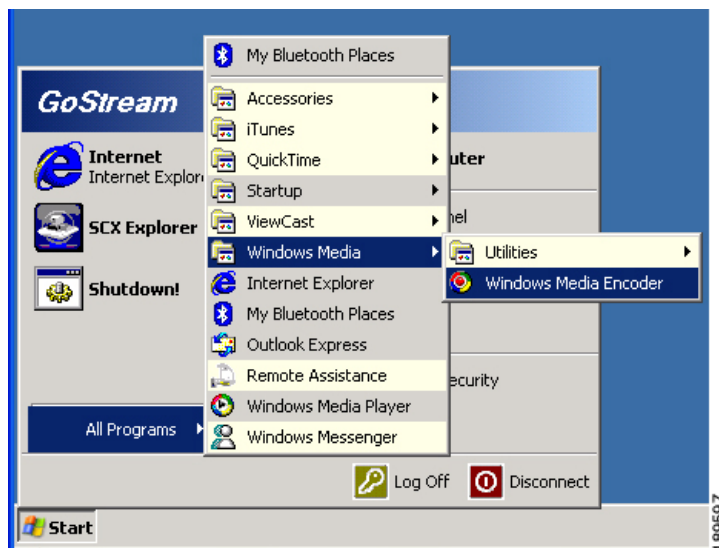 GoStream
Internet
Internet Explor
SCX Explorer
Shutdown!
All Programs
My Bluetooth Places
Accessories
iTunes
QuickTime
Startup
ViewCast
Windows Media
Internet Explorer
My Bluetooth Places
Outlook Express
Remote Assistance
Windows Media Player
Windows Messenger
uter
nel
ecurity
Utilities
Windows Media Encoder
Log Off
Disconnect
Start